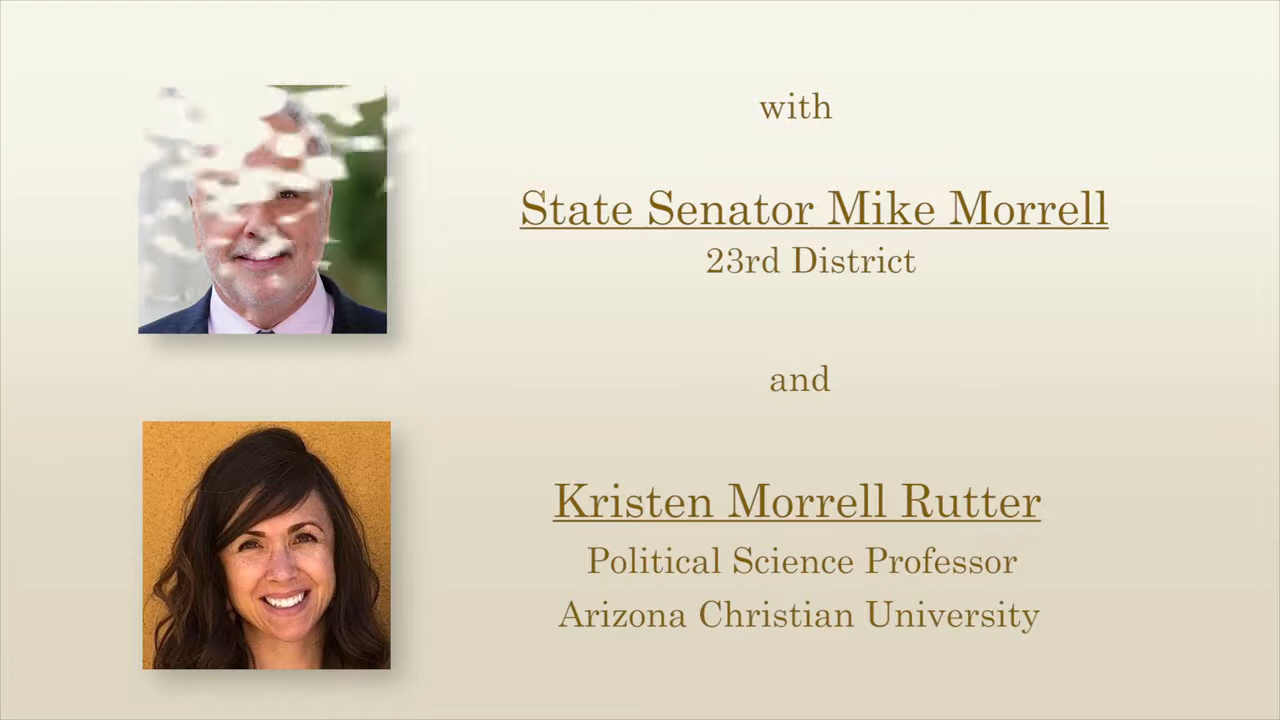 with
State Senator Mike Morrell
23rd District
and
Kristen Morrell Rutter
Political Science Professor
Arizona Christian University